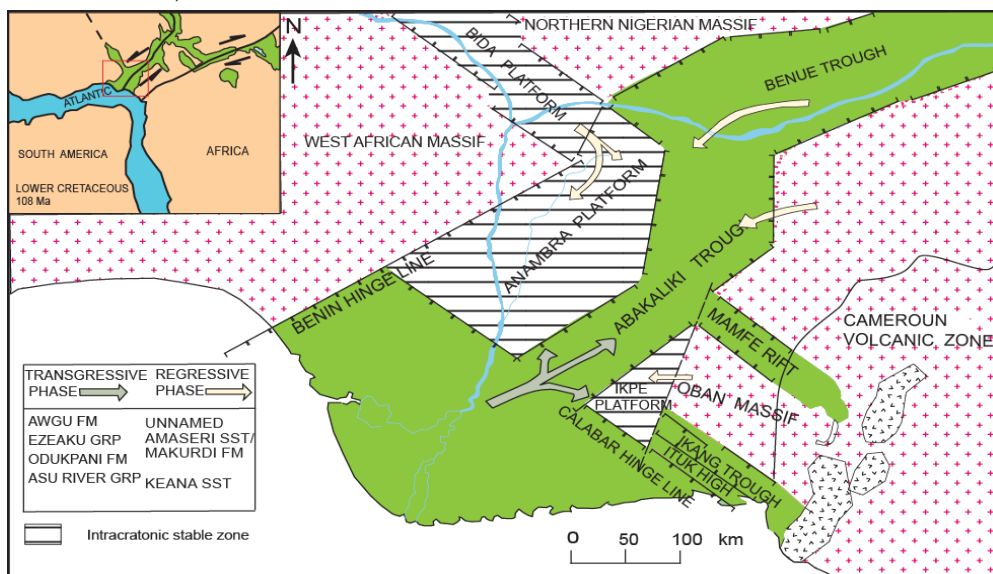 N
ATLANTIC
SOUTH AMERICA
AFRICA
LOWER CRETACEOUS
108 Ma
NORTHERN NIGERIAN MASSIF
BIDA PLATFORM
BENUE TROUGH
WEST AFRICAN MASSIF
ANAMBRA PLATFORM
BENIN HINGE LINE
ABAKALIKI TROUG
MAMFE RIFT
CAMEROUN
VOLCANIC ZONE
OBAN MASSIF
IKPE
PLATFORM
CALABAR HINGE LINE
IKANG TROUGH
ITUK HIGH
TRANSGRESSIVE
PHASE
REGRESSIVE
PHASE
AWGU FM
EZEAKU GRP
ODUKPANI FM
ASU RIVER GRP
UNNAMED
AMASERI SST/
MAKURDI FM
KEANA SST
Intracratonic stable zone
0 50 100 km